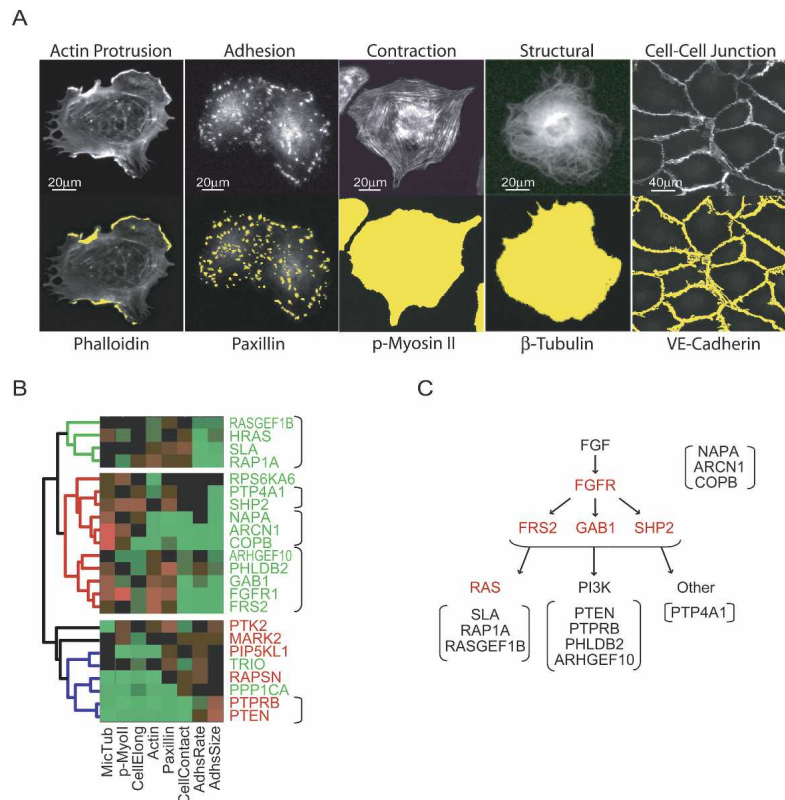 A
Actin Protrusion Adhesion Contraction Structural Cell-Cell Junction
20µm 20µm 20µm 20µm 40µm
Phalloidin Paxillin p-Myosin II β-Tubulin VE-Cadherin
B
RASGEF1B
HRAS
SLA
RAP1A
RPS6KA6
PTP4A1
SHP2
NAPA
ARCN1
COPB
ARHGEF10
PHLDB2
GAB1
FGFR1
FRS2
PTK2
MARK2
PIP5KL1
TRIO
RAPSN
PPP1CA
PTPRB
PTEN
MicTub
p-MyoII
CellElong
Actin
Paxillin
CellContact
AdhsRate
AdhsSize
C
FGF
FGFR
FRS2 GAB1 SHP2
NAPA
ARCN1
COPB
RAS PI3K Other
SLA
RAP1A
RASGEF1B
PTEN
PTPRB
PHLDB2
ARHGEF10
PTP4A1